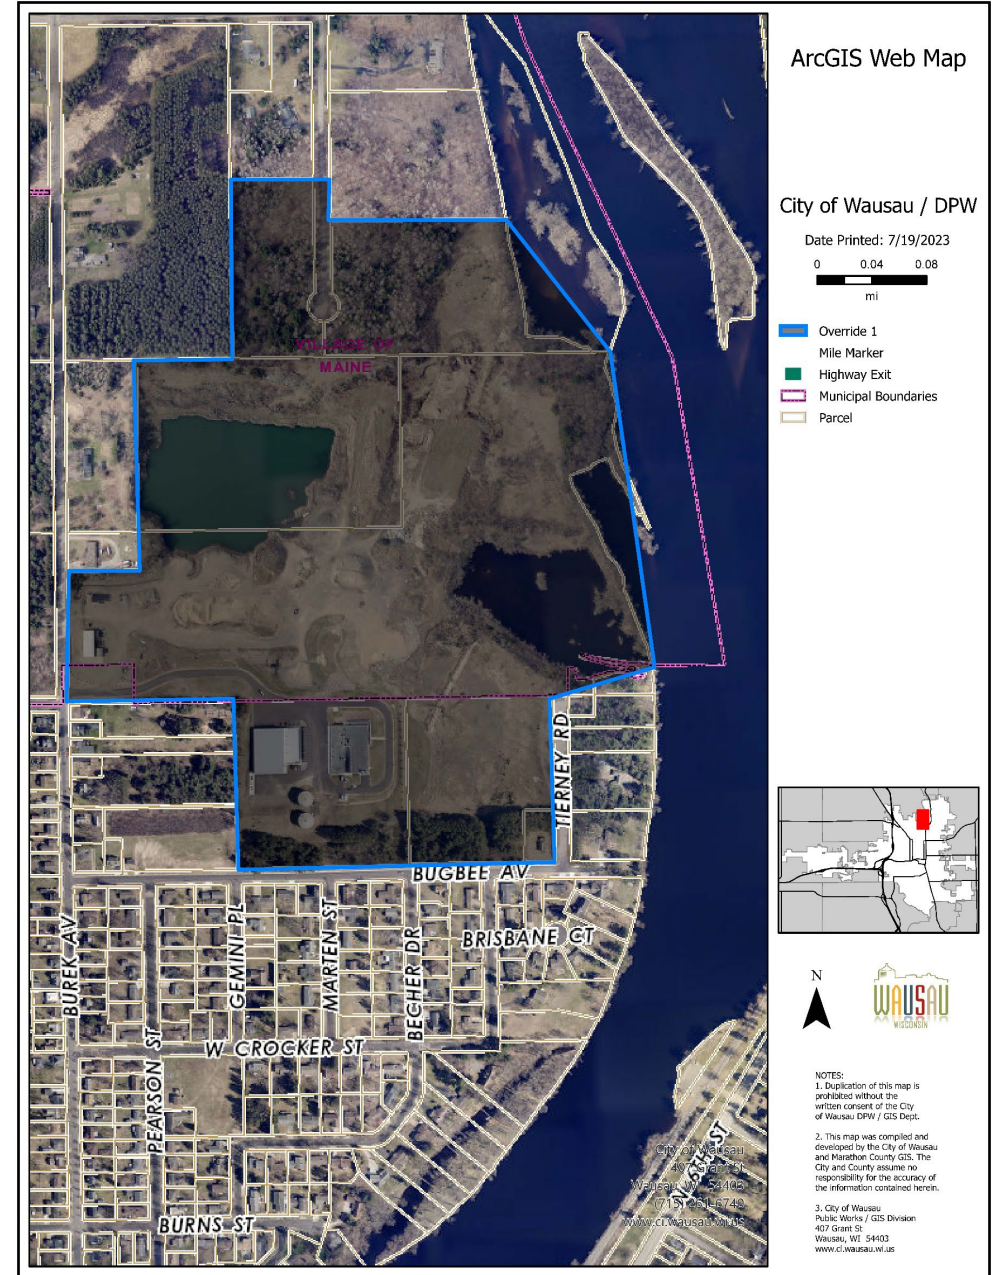 ArcGIS Web Map
City of Wausau / DPW
Date Printed: 7/19/2023
0 0.04 0.08
mi
Override 1
Mile Marker
Highway Exit
Municipal Boundaries
Parcel
VILLAGE OF
MAINE
TIERNEY RD
BUGBEE AV
BUREK AV
GEMINI PL
MARTEN ST
BECHER DR
BRISBANE CT
W CROCKER ST
PEARSON ST
BURNS ST
N 6TH ST
City of Wausau
407 Grant St
Wausau, WI 54403
(715) 261-6740
www.ci.wausau.wi.us
N
WAUSAU
WISCONSIN
NOTES:
1. Duplication of this map is
prohibited without the
written consent of the City
of Wausau DPW / GIS Dept.
2. This map was compiled and
developed by the City of Wausau
and Marathon County GIS. The
City and County assume no
responsibility for the accuracy of
the information contained herein.
3. City of Wausau
Public Works / GIS Division
407 Grant St
Wausau, WI 54403
www.ci.wausau.wi.us